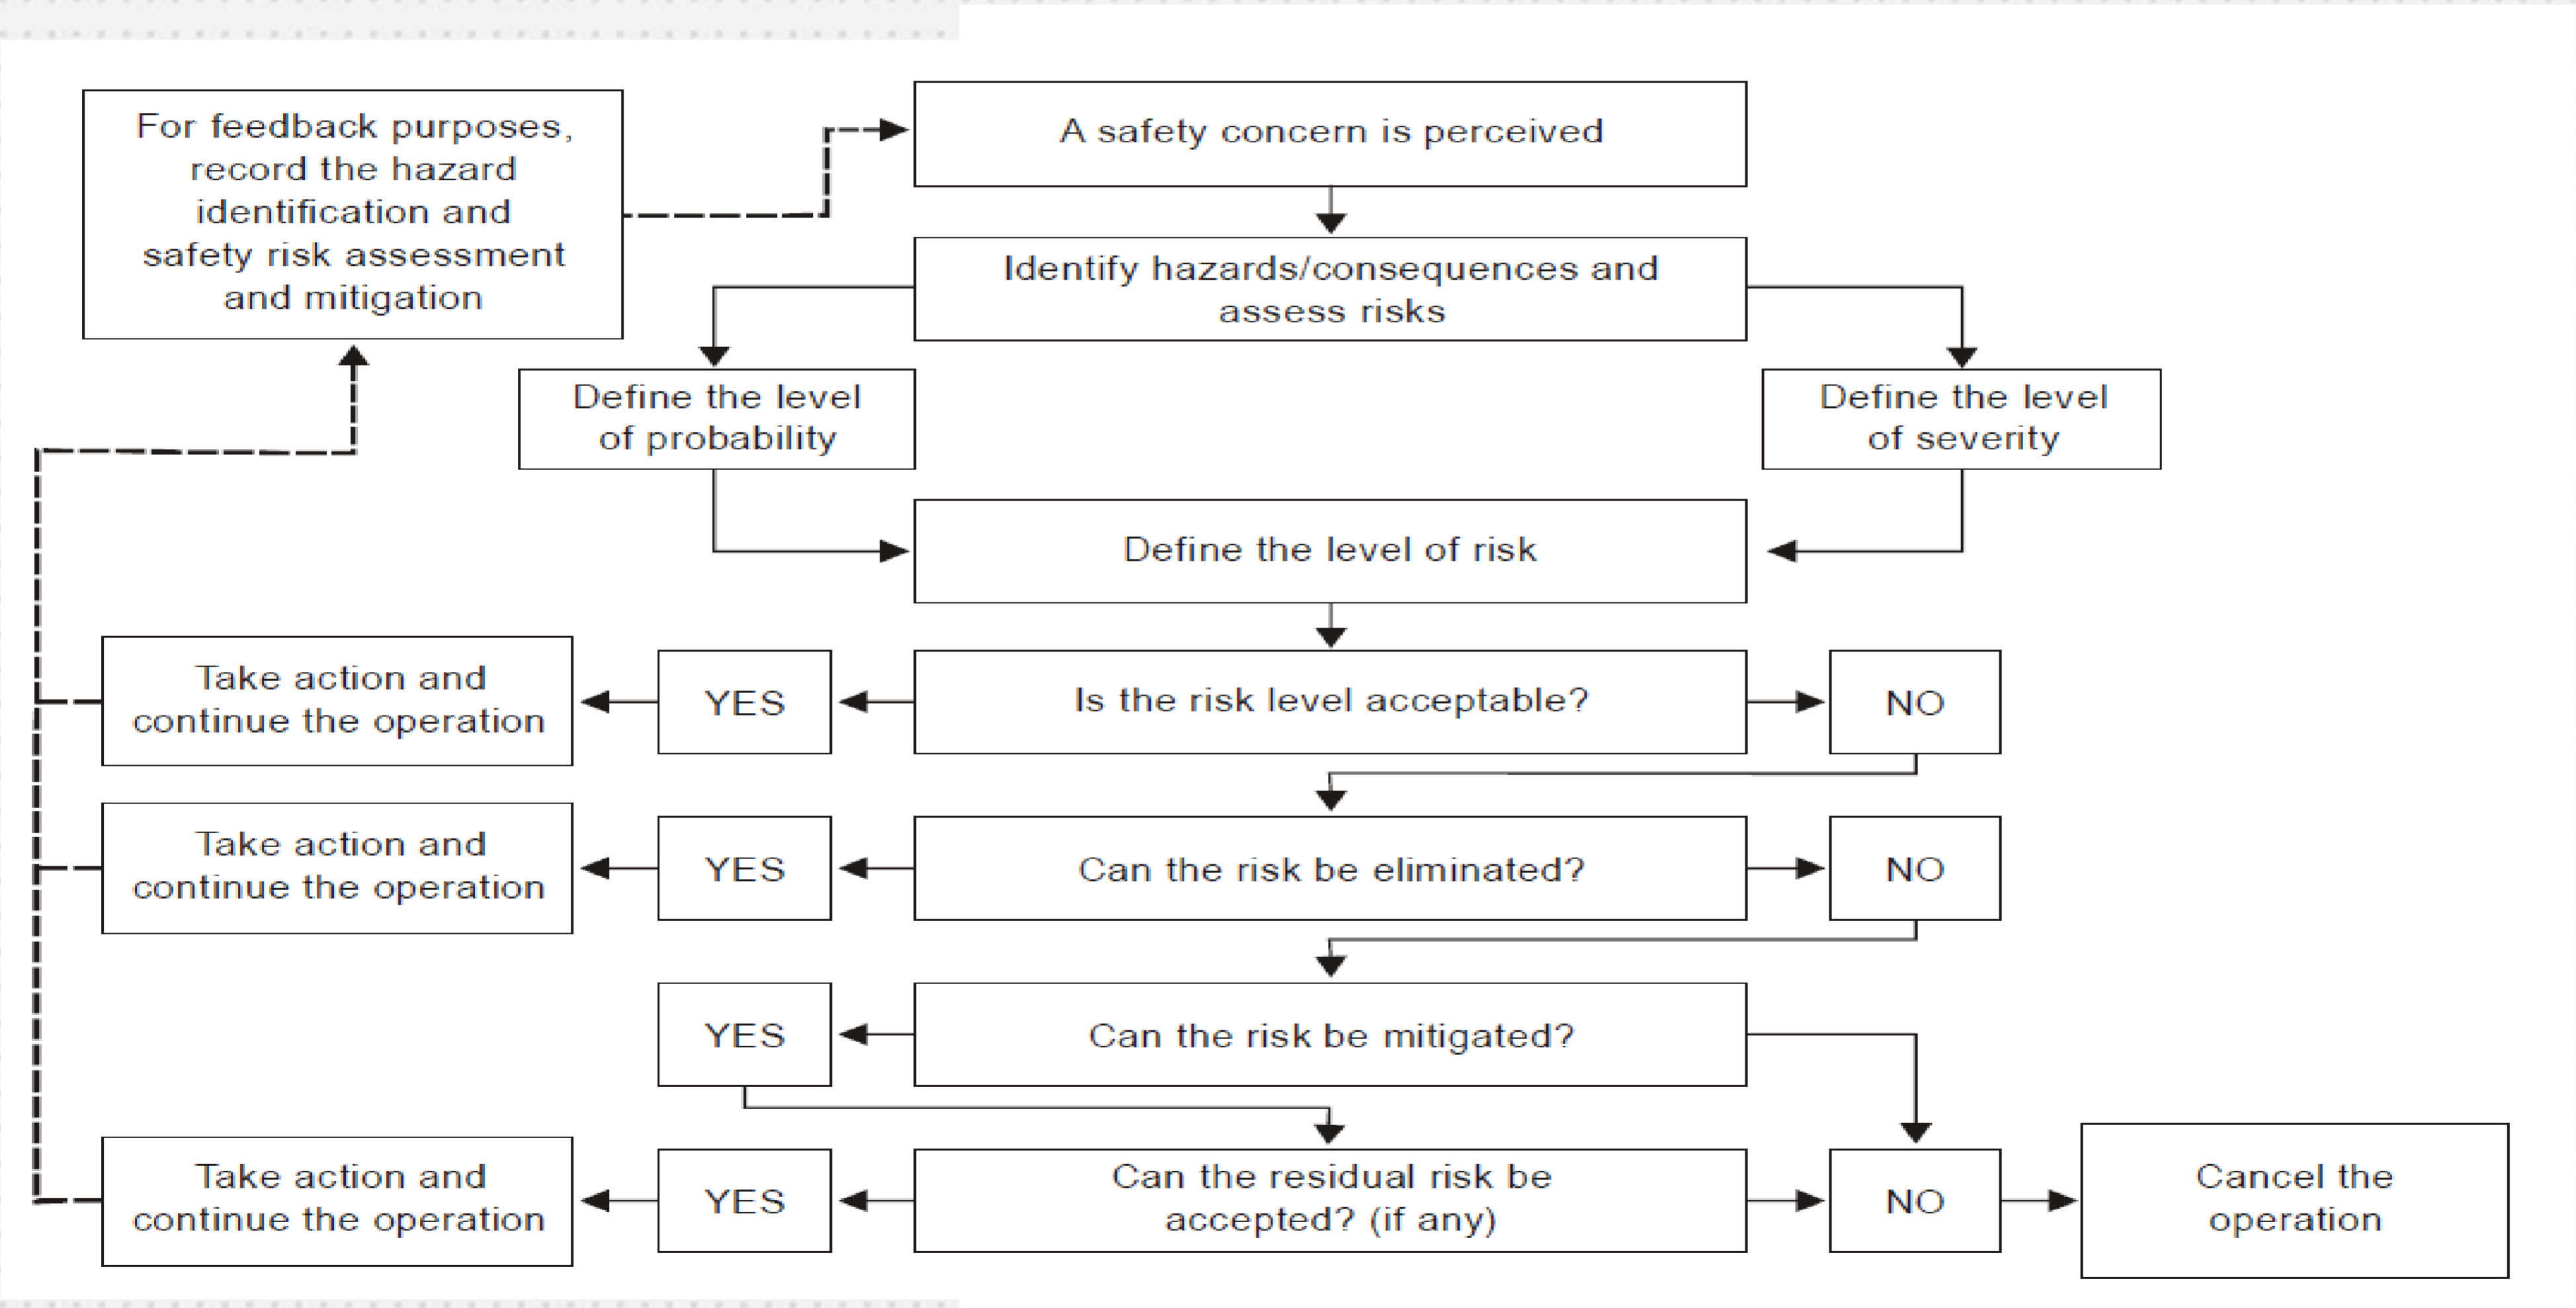 For feedback purposes,
record the hazard
identification and
safety risk assessment
and mitigation
A safety concern is perceived
Identify hazards/consequences and
assess risks
Define the level
of probability
Define the level
of severity
Define the level of risk
Take action and
continue the operation
YES
Is the risk level acceptable?
NO
Take action and
continue the operation
YES
Can the risk be eliminated?
NO
YES
Can the risk be mitigated?
Take action and
continue the operation
YES
Can the residual risk be
accepted? (if any)
NO
Cancel the
operation